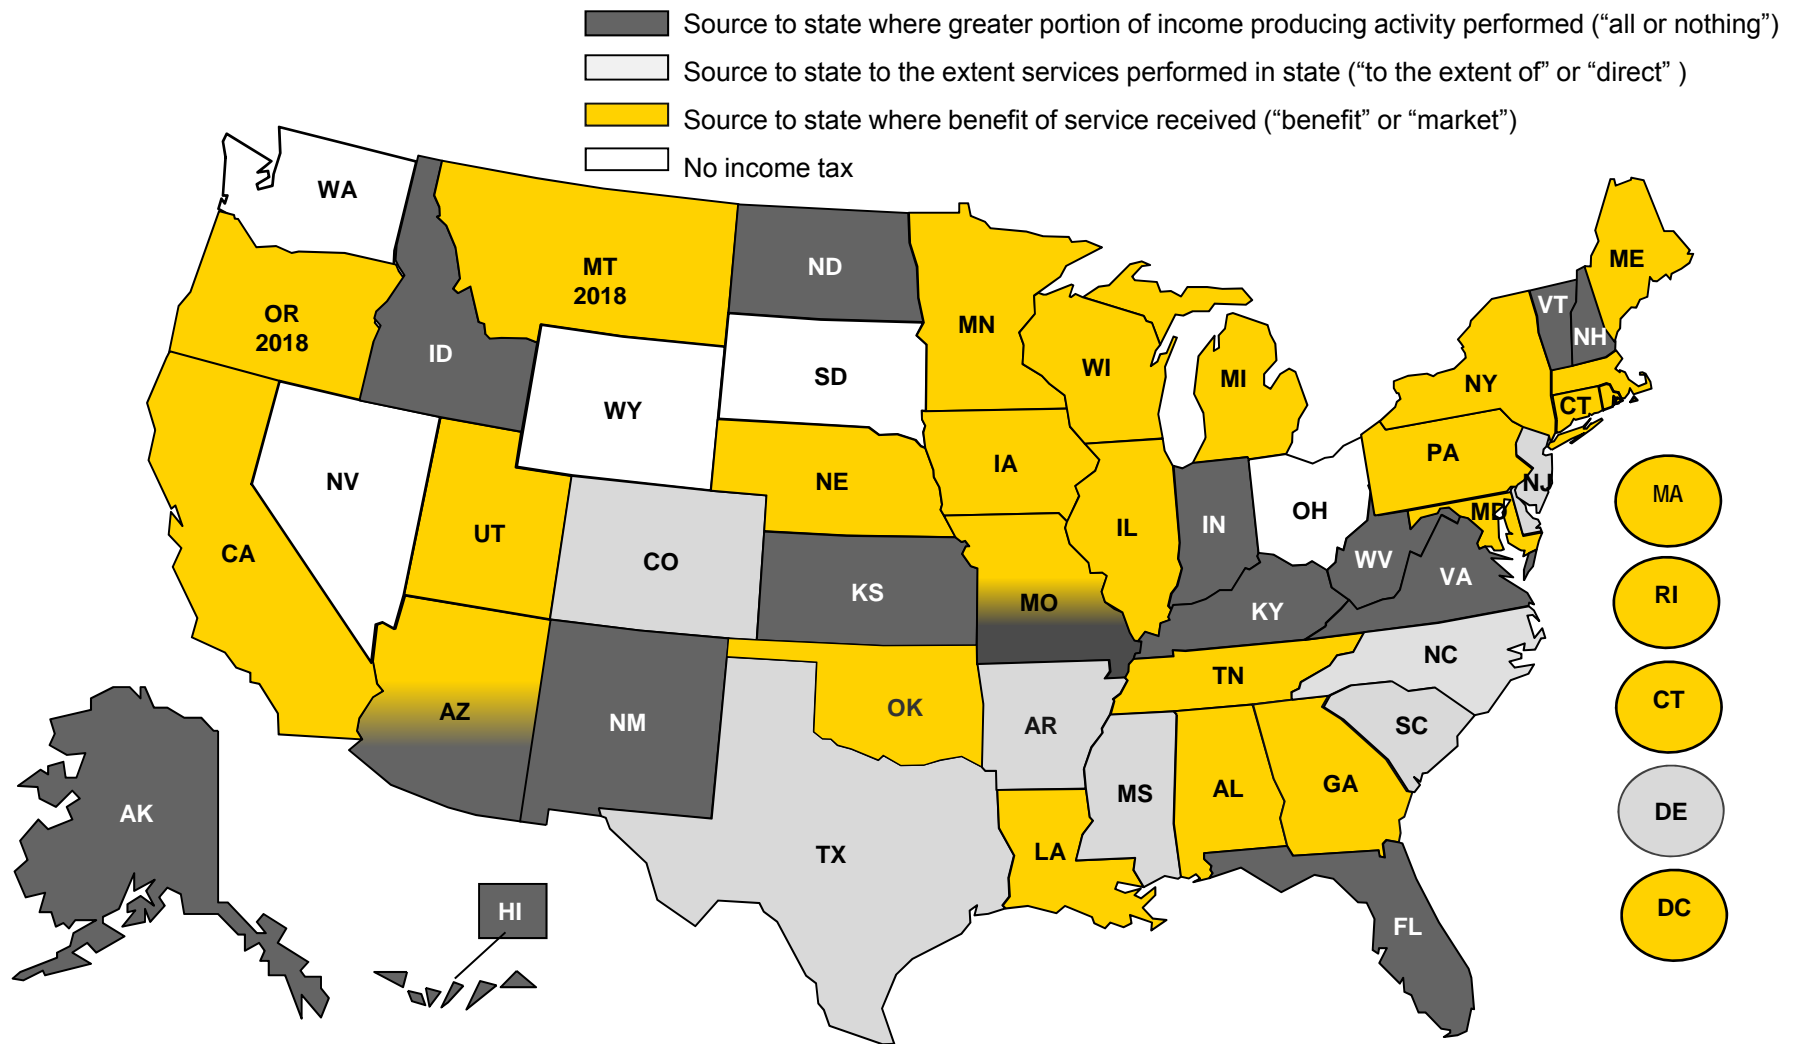 Source to state where greater portion of income producing activity performed (“all or nothing”)
Source to state to the extent services performed in state (“to the extent of” or “direct” )
Source to state where benefit of service received (“benefit” or “market”)
No income tax
WA
MT
2018
ND
MN
ME
VT
NH
OR
2018
ID
SD
WI
MI
NY
WY
CT
NV
NE
IA
PA
NJ
MA
CA
UT
CO
KS
MO
IL
IN
OH
MD
WV
VA
RI
KY
AZ
NM
OK
AR
TN
NC
SC
CT
TX
LA
MS
AL
GA
DE
AK
HI
FL
DC